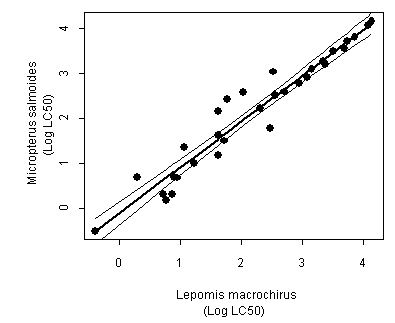 4
3
2
1
0
Micropterus salmoides
(Log LC50)
0 1 2 3 4
Lepomis macrochirus
(Log LC50)